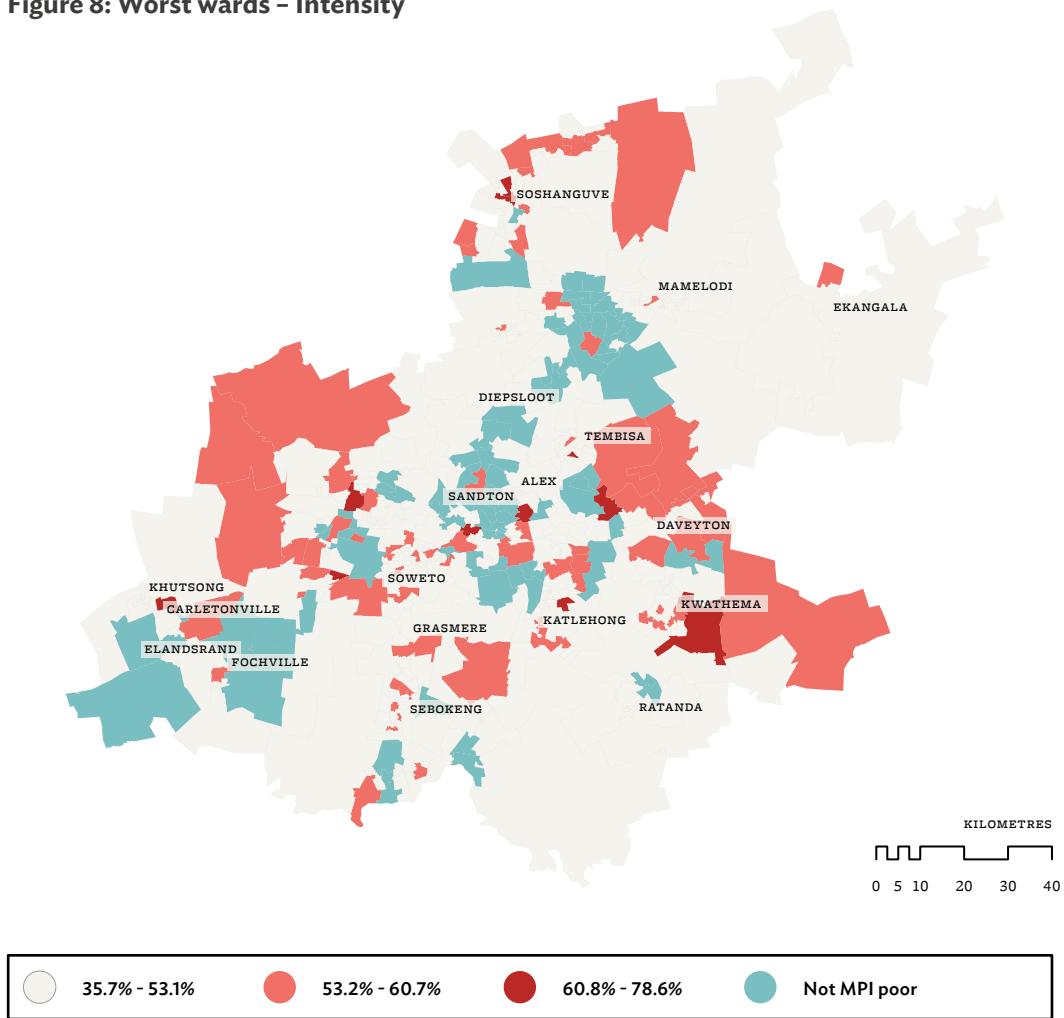 Figure 8: Worst wards – Intensity
SOSHANGUVE
MAMELODI
EKANGALA
DIEPSLOOT
TEMBISA
ALEX
SANDTON
DAVEYTON
KHUTSONG
SOWETO
CARLETONVILLE
KWATHEMA
GRASMERE
KATLEHONG
ELANDSRAND
FOCHVILLE
SEBOKENG
RATANDA
KILOMETRES
0 5 10 20 30 40
35.7% - 53.1% 53.2% - 60.7% 60.8% - 78.6% Not MPI poor